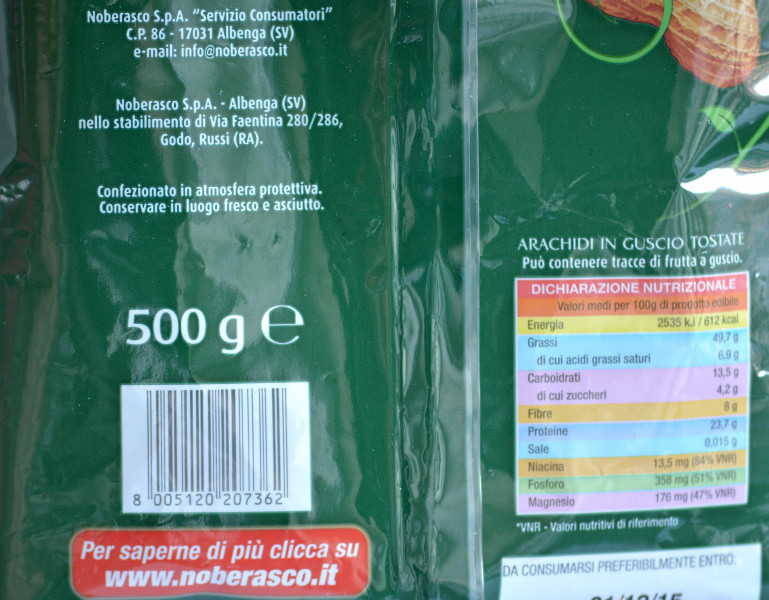 Noberasco S.p.A. “Servizio Consumatori”
C.P. 86 - 17031 Albenga (SV)
e-mail: info@noberasco.it
Noberasco S.p.A. - Albenga (SV)
nello stabilimento di Via Faentina 280/286,
Godo, Russi (RA).
Confezionato in atmosfera protettiva.
Conservare in luogo fresco e asciutto.
500 g e
8 005120 207362
Per saperne di più clicca su
www.noberasco.it
ARACHIDI IN GUSCIO TOSTATE
Può contenere tracce di frutta a guscio.
DICHIARAZIONE NUTRIZIONALE
Valori medi per 100g di prodotto edibile
Energia 2535 kJ / 612 kcal
Grassi 49,7 g
di cui acidi grassi saturi 6,9 g
Carboidrati 13,5 g
di cui zuccheri 4,2 g
Fibre 8 g
Proteine 23,7 g
Sale 0,015 g
Niacina 13,5 mg (84% VNR)
Fosforo 358 mg (51% VNR)
Magnesio 176 mg (47% VNR)
*VNR - Valori nutritivi di riferimento
DA CONSUMARSI PREFERIBILMENTE ENTRO: